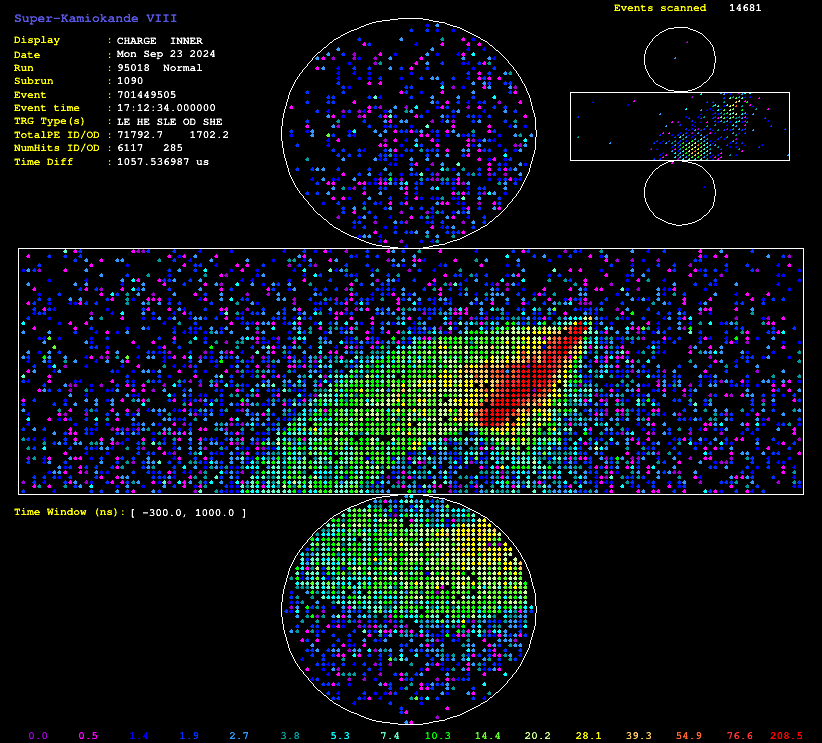 Super-Kamiokande VIII
Events scanned 14681
Display : CHARGE INNER
Date : Mon Sep 23 2024
Run : 95018 Normal
Subrun : 1090
Event : 701449505
Event time : 17:12:34.000000
TRG Type(s) : LE HE SLE OD SHE
TotalPE ID/OD : 71792.7 1702.2
NumHits ID/OD : 6117 285
Time Diff : 1057.536987 us
Time Window (ns): [ -300.0, 1000.0 ]
0.0 0.5 1.4 1.9 2.7 3.8 5.3 7.4 10.3 14.4 20.2 28.1 39.3 54.9 76.6 208.5